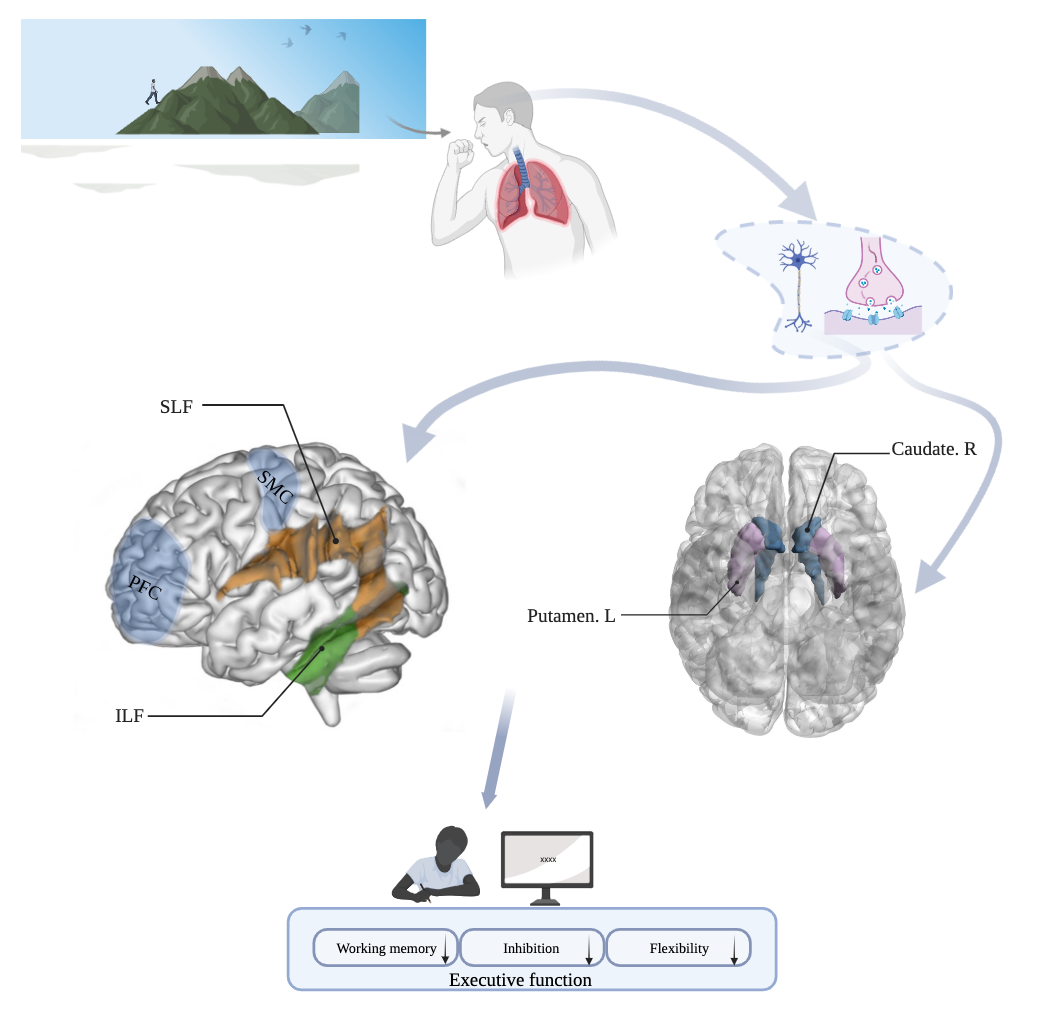 SLF
SMC
PFC
ILF
Caudate. R
Putamen. L
xxxx
Working memory
Inhibition
Flexibility
Executive function